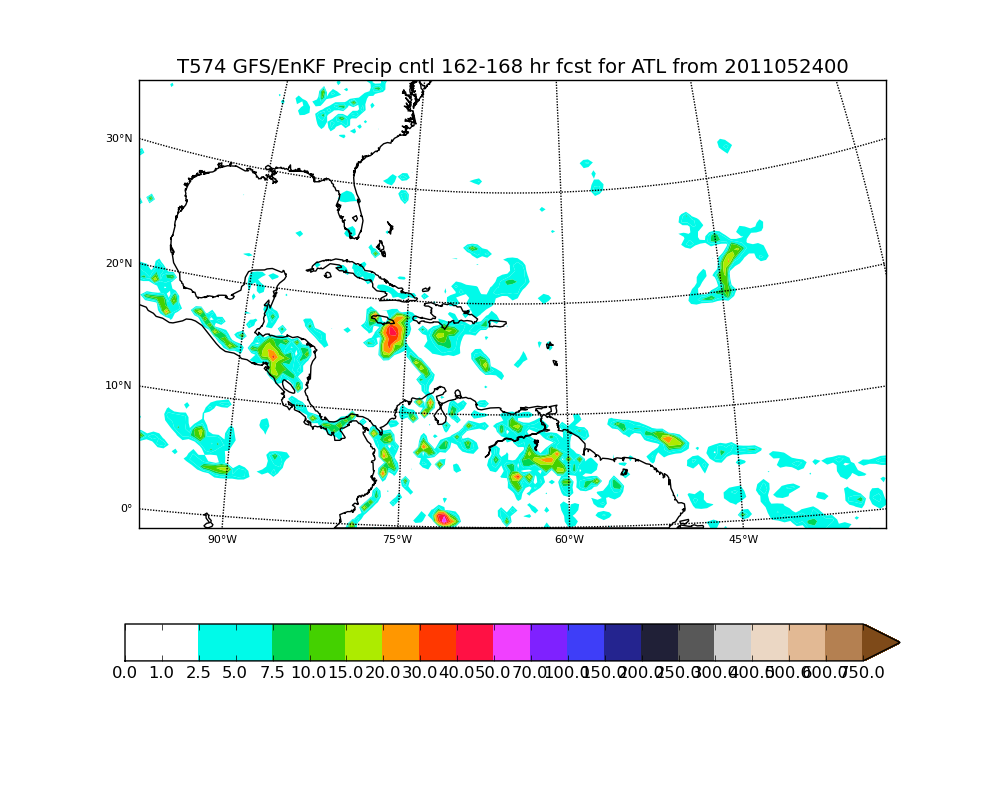 T574 GFS/EnKF Precip cntl 162-168 hr fcst for ATL from 2011052400
30°N
20°N
10°N
0°
90°W 75°W 60°W 45°W
0.0 1.0 2.5 5.0 7.5 10.0 15.0 20.0 30.0 40.0 50.0 70.0 100.0 150.0 200.0 250.0 300.0 400.0 500.0 600.0 750.0